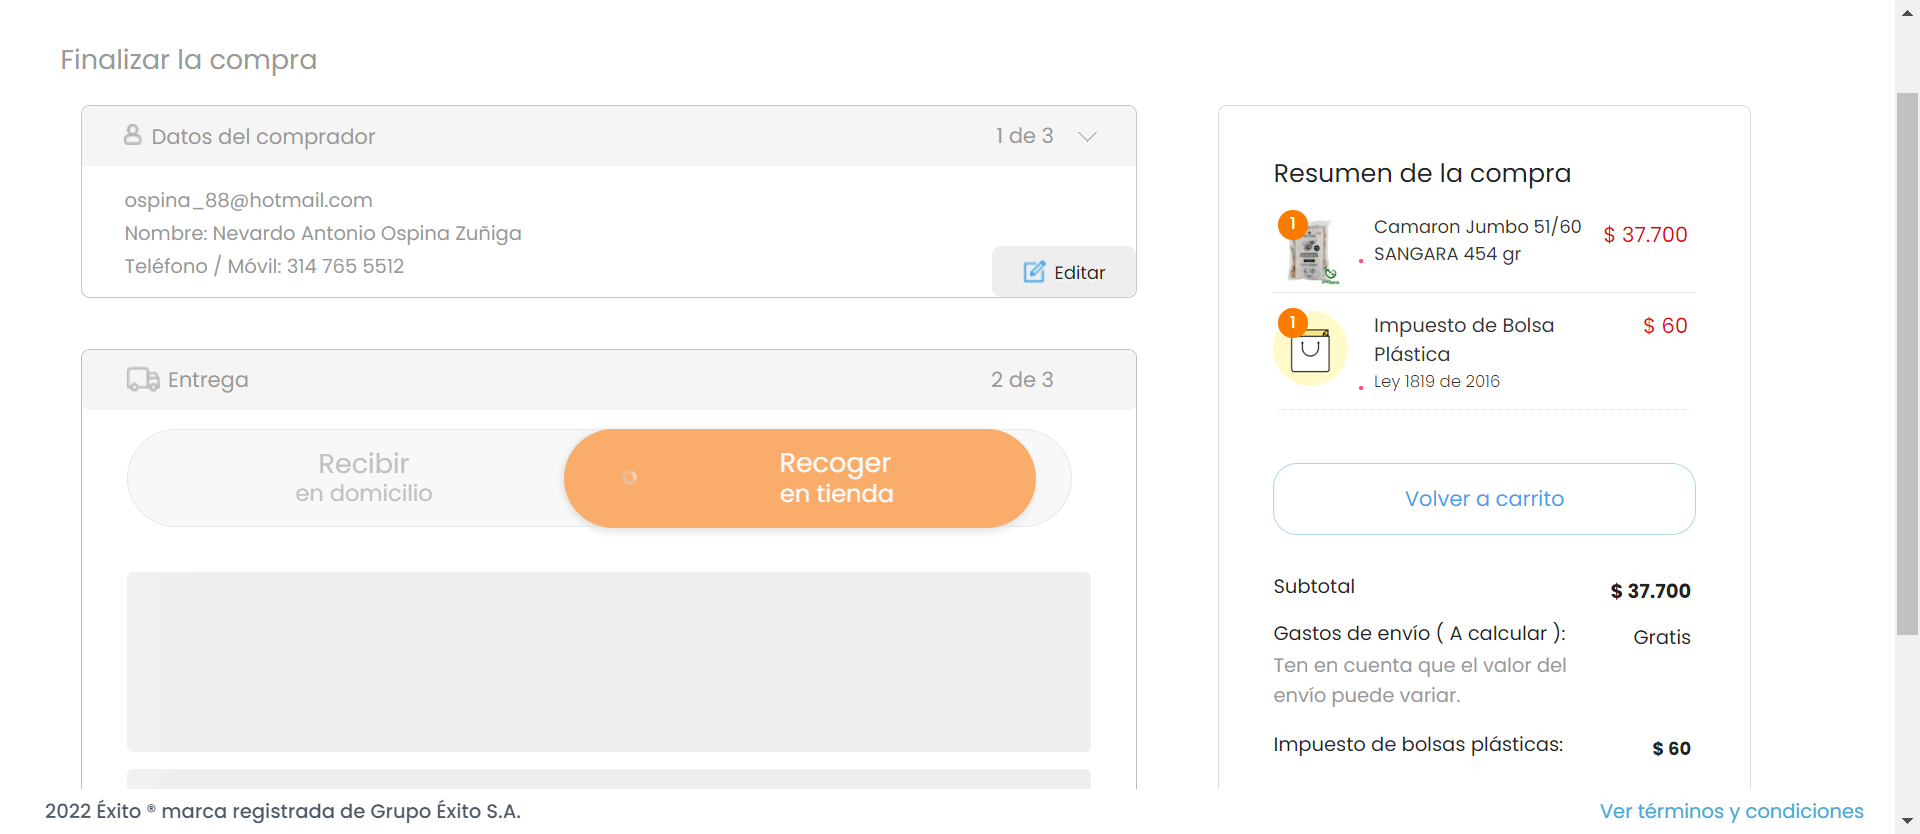 Finalizar la compra
Datos del comprador
1 de 3
ospina_88@hotmail.com
Nombre: Nevardo Antonio Ospina Zuñiga
Teléfono / Móvil: 314 765 5512
Editar
Entrega
2 de 3
Recibir
en domicilio
Recoger
en tienda
Resumen de la compra
1
Camaron Jumbo 51/60
SANGARA 454 gr
$ 37.700
1
Impuesto de Bolsa
Plástica
Ley 1819 de 2016
$ 60
Volver a carrito
Subtotal
$ 37.700
Gastos de envío ( A calcular ):
Gratis
Ten en cuenta que el valor del
envío puede variar.
Impuesto de bolsas plásticas:
$ 60
2022 Éxito ® marca registrada de Grupo Éxito S.A.
Ver términos y condiciones